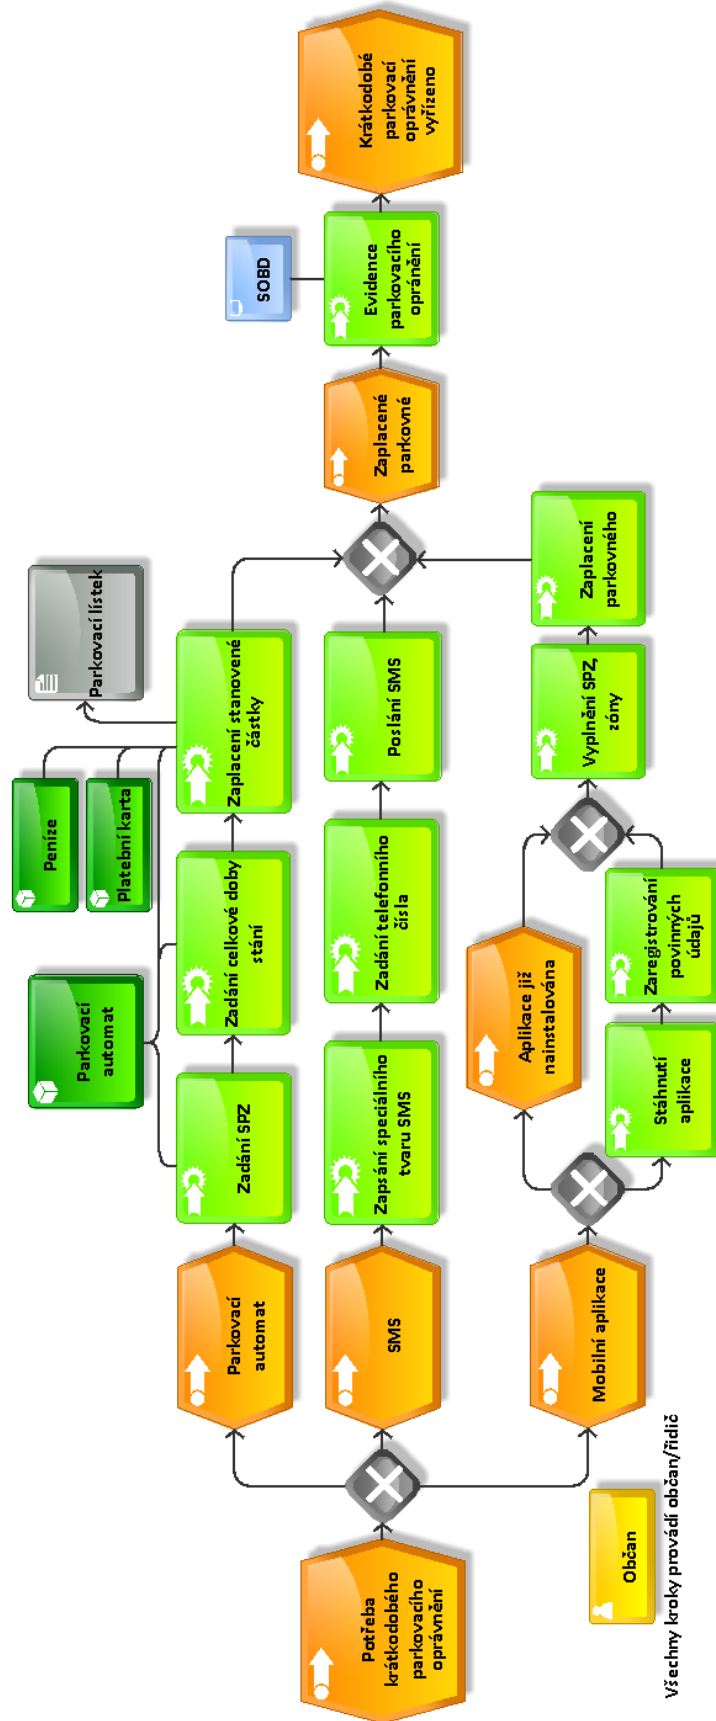 Potřeba
krátkodobého
parkovacího
oprávnění
Parkovací
automat
SMS
Mobilní aplikace
Zadání SPZ
Zadání celkové doby
stání
Zaplacení stanovené
částky
Parkovací
automat
Peníze
Platební karta
Parkovací lístek
Zapsání speciálního
tvaru SMS
Zadání telefonního
čísla
Poslání SMS
Aplikace již
nainstalována
Stáhnutí
aplikace
Zaregistrování
povinných
údajů
Vyplnění SPZ,
zóny
Zaplacení
parkovného
Zaplacené
parkovné
SOBD
Evidence
parkovacího
opránění
Krátkodobé
parkovací
oprávnění
vyřízeno
Občan
Všechny kroky provádí občan/řidič